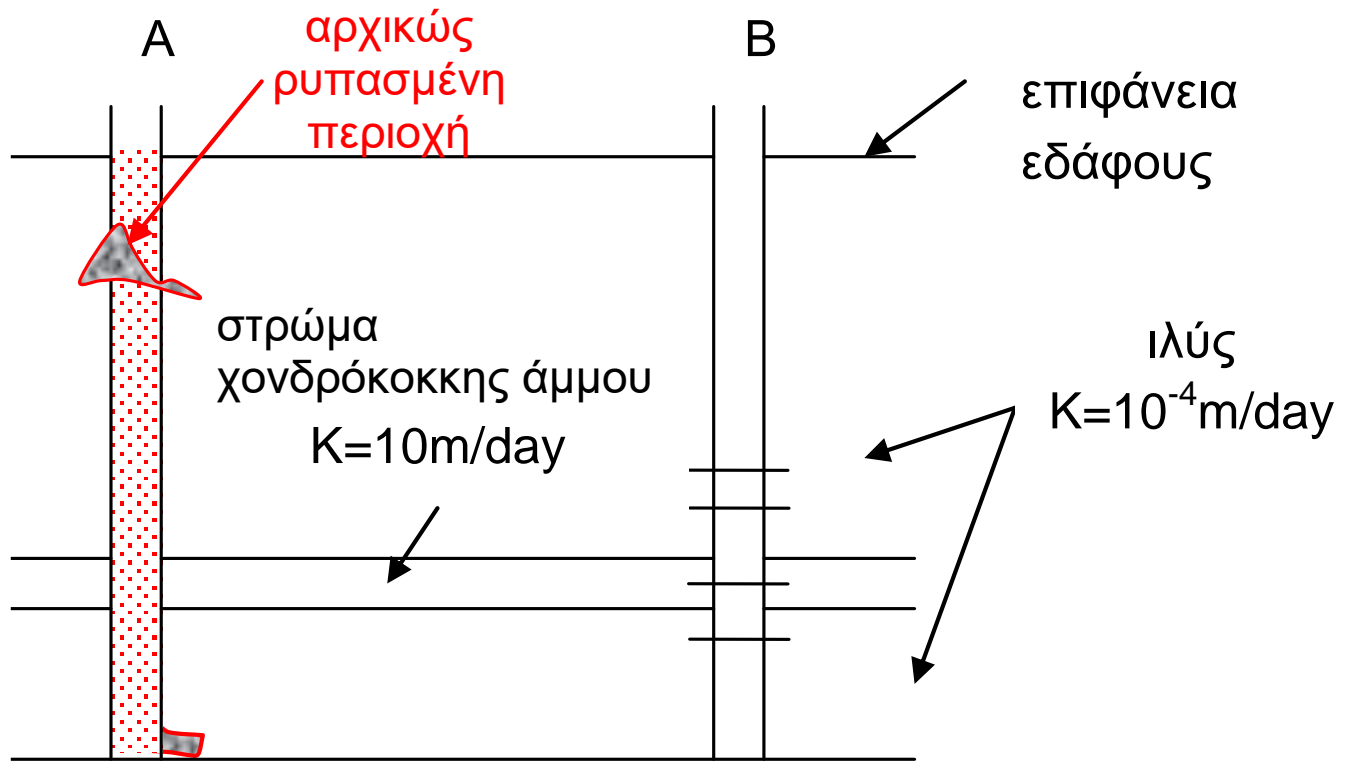 A
αρχικώς
ρυπασμένη
περιοχή
B
επιφάνεια
εδάφους
στρώμα
χονδρόκοκκης άμμου
K=10m/day
ιλύς
K=10⁻⁴m/day